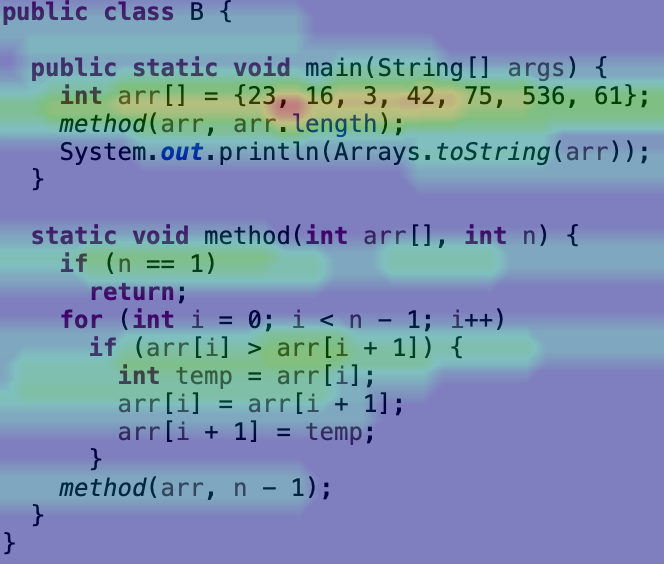 public class B {
public static void main(String[] args) {
int arr[] = {23, 16, 3, 42, 75, 536, 61};
method(arr, arr.length);
System.out.println(Arrays.toString(arr));
}
static void method(int arr[], int n) {
if (n == 1)
return;
for (int i = 0; i < n - 1; i++)
if (arr[i] > arr[i + 1]) {
int temp = arr[i];
arr[i] = arr[i + 1];
arr[i + 1] = temp;
}
method(arr, n - 1);
}
}